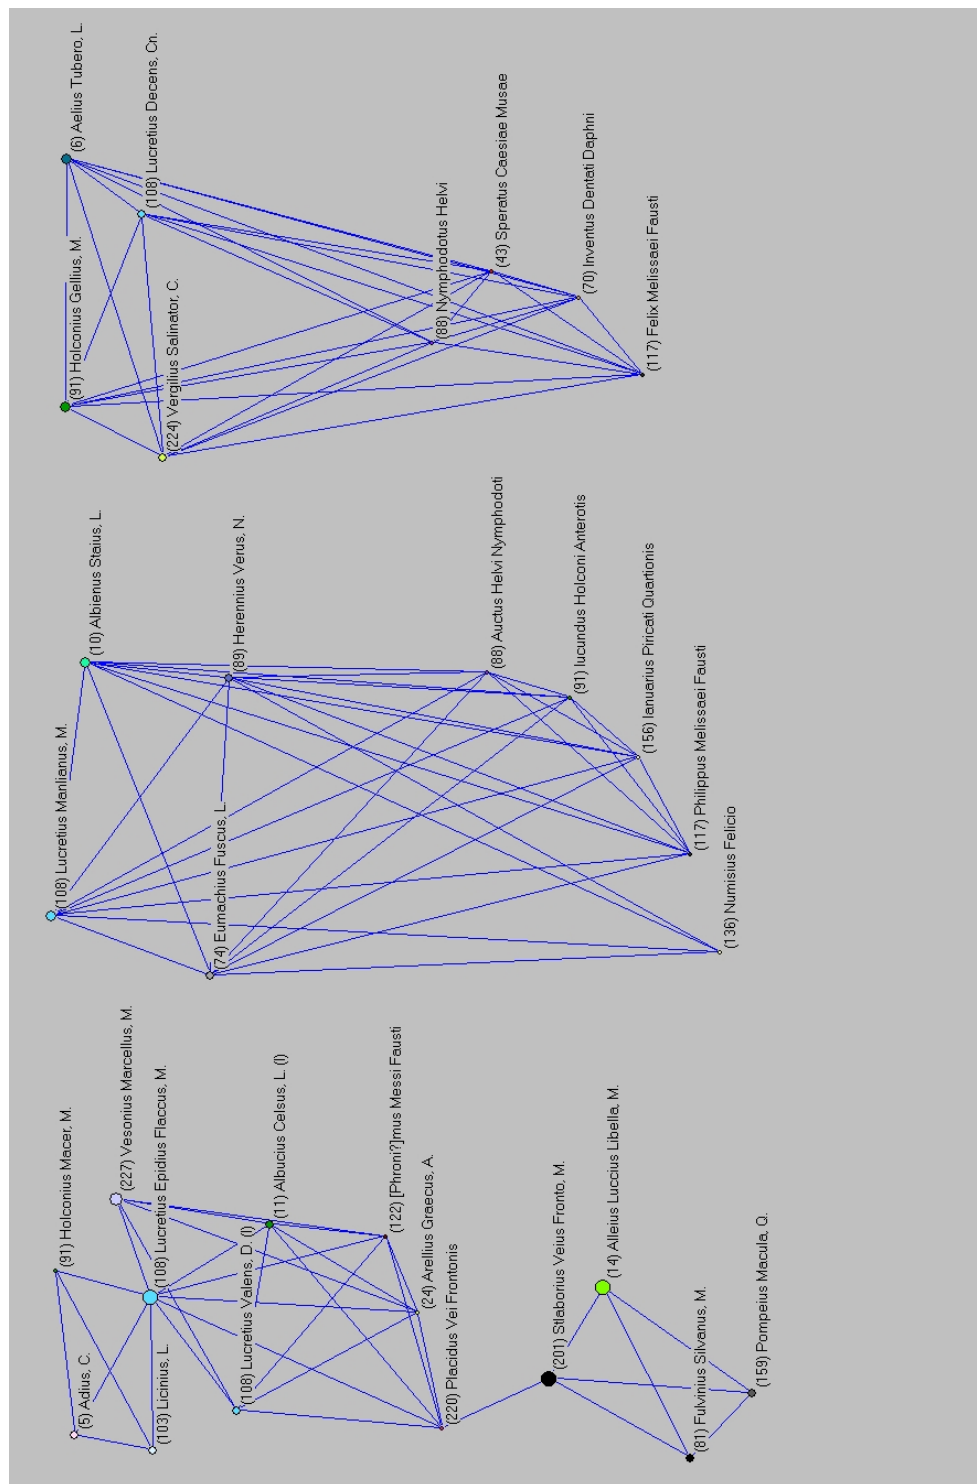 (6) Aelius Tubero, L.
(108) Lucretius Decens, Cn.
(91) Holconius Gellius, M.
(224) Vergilius Salinator, C.
(88) Nymphodotus Helvi
(43) Speratus Caesiae Musae
(70) Inventus Dentati Daphni
(117) Felix Melissaei Fausti
(10) Albienus Staius, L.
(89) Herennius Verus, N.
(108) Lucretius Manlianus, M.
(74) Eumachius Fuscus, L.
(88) Auctus Helvi Nymphodoti
(91) Iucundus Holconi Anterotis
(156) Ianuarius Piricati Quartionis
(117) Philippus Melissaei Fausti
(136) Numisius Felicio
(91) Holconius Macer, M.
(227) Vesonius Marcellus, M.
(108) Lucretius Epidius Flaccus, M.
(5) Adius, C.
(103) Licinius, L.
(11) Albucius Celsus, L. (I)
(108) Lucretius Valens, D. (I)
(122) [Phroni?]mus Messi Fausti
(24) Arellius Graecus, A.
(220) Placidus Vei Frontonis
(201) Stlaborius Veius Fronto, M.
(14) Alleius Luccius Libella, M.
(81) Fulvinius Silvanus, M.
(159) Pompeius Macula, Q.